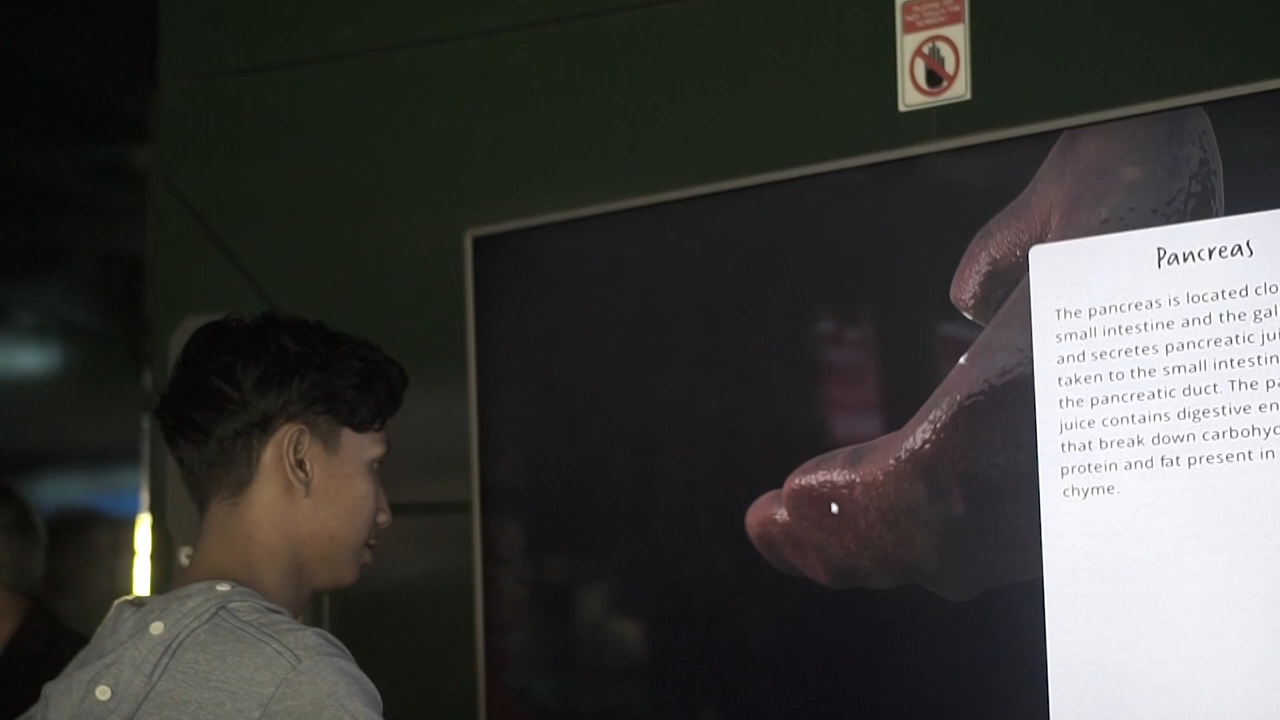 Pancreas
The pancreas is located clo
small intestine and the gal
and secretes pancreatic jui
taken to the small intestin
the pancreatic duct. The pa
juice contains digestive en
that break down carbohyd
protein and fat present in
chyme.